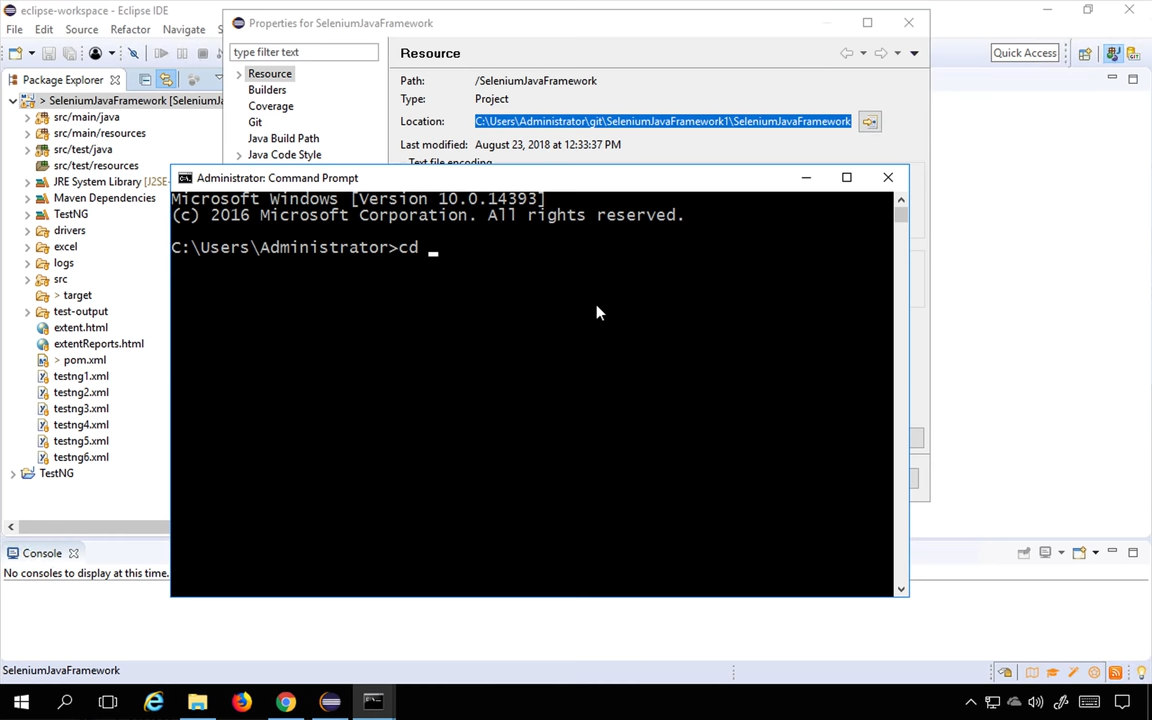 eclipse-workspace - Eclipse IDE
File Edit Source Refactor Navigate S
Quick Access
Package Explorer
> SeleniumJavaFramework [SeleniumJa
src/main/java
src/main/resources
src/test/java
src/test/resources
JRE System Library [J2SE-
Maven Dependencies
TestNG
drivers
excel
logs
src
> target
test-output
extent.html
extentReports.html
> pom.xml
testng1.xml
testng2.xml
testng3.xml
testng4.xml
testng5.xml
testng6.xml
TestNG
Properties for SeleniumJavaFramework
type filter text
Resource
Builders
Coverage
Git
Java Build Path
Java Code Style
Resource
Path: /SeleniumJavaFramework
Type: Project
Location: C:\Users\Administrator\git\SeleniumJavaFramework1\SeleniumJavaFramework
Last modified: August 23, 2018 at 12:33:37 PM
Text file encoding
Administrator: Command Prompt
Microsoft Windows [Version 10.0.14393]
(c) 2016 Microsoft Corporation. All rights reserved.
C:\Users\Administrator>cd
Console
No consoles to display at this time.
SeleniumJavaFramework